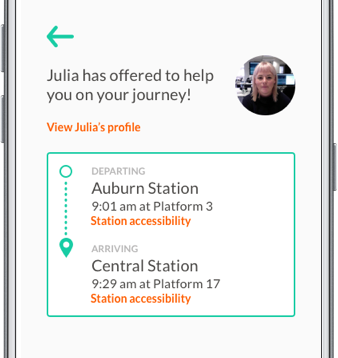 Julia has offered to help
you on your journey!
View Julia's profile
DEPARTING
Auburn Station
9:01 am at Platform 3
Station accessibility
ARRIVING
Central Station
9:29 am at Platform 17
Station accessibility